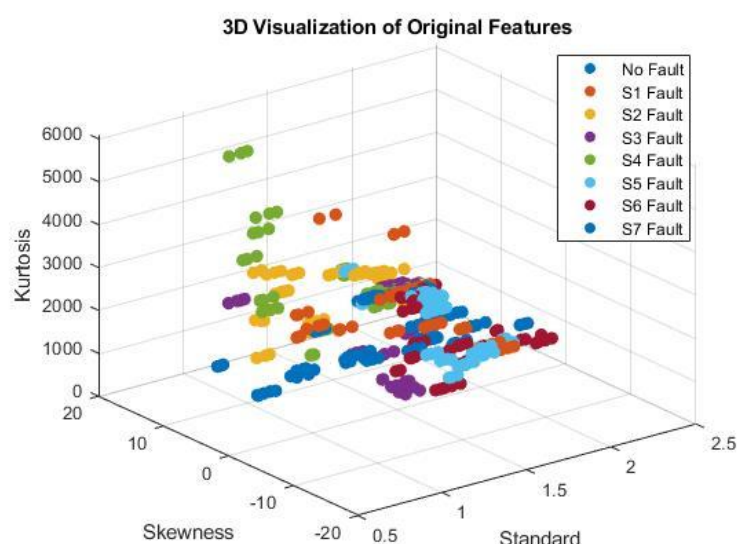 3D Visualization of Original Features
No Fault
S1 Fault
S2 Fault
S3 Fault
S4 Fault
S5 Fault
S6 Fault
S7 Fault
6000
5000
4000
3000
2000
1000
0
Kurtosis
20
10
0
-10
-20
Skewness
0.5
1
1.5
2
2.5
Standard